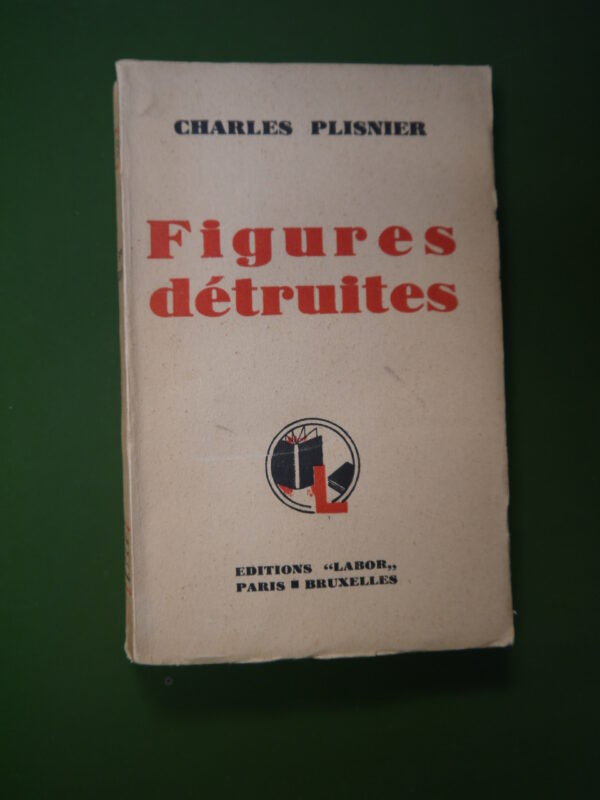 CHARLES PLISNIER
Figures
détruites
L
EDITIONS “LABOR„
PARIS ▪ BRUXELLES